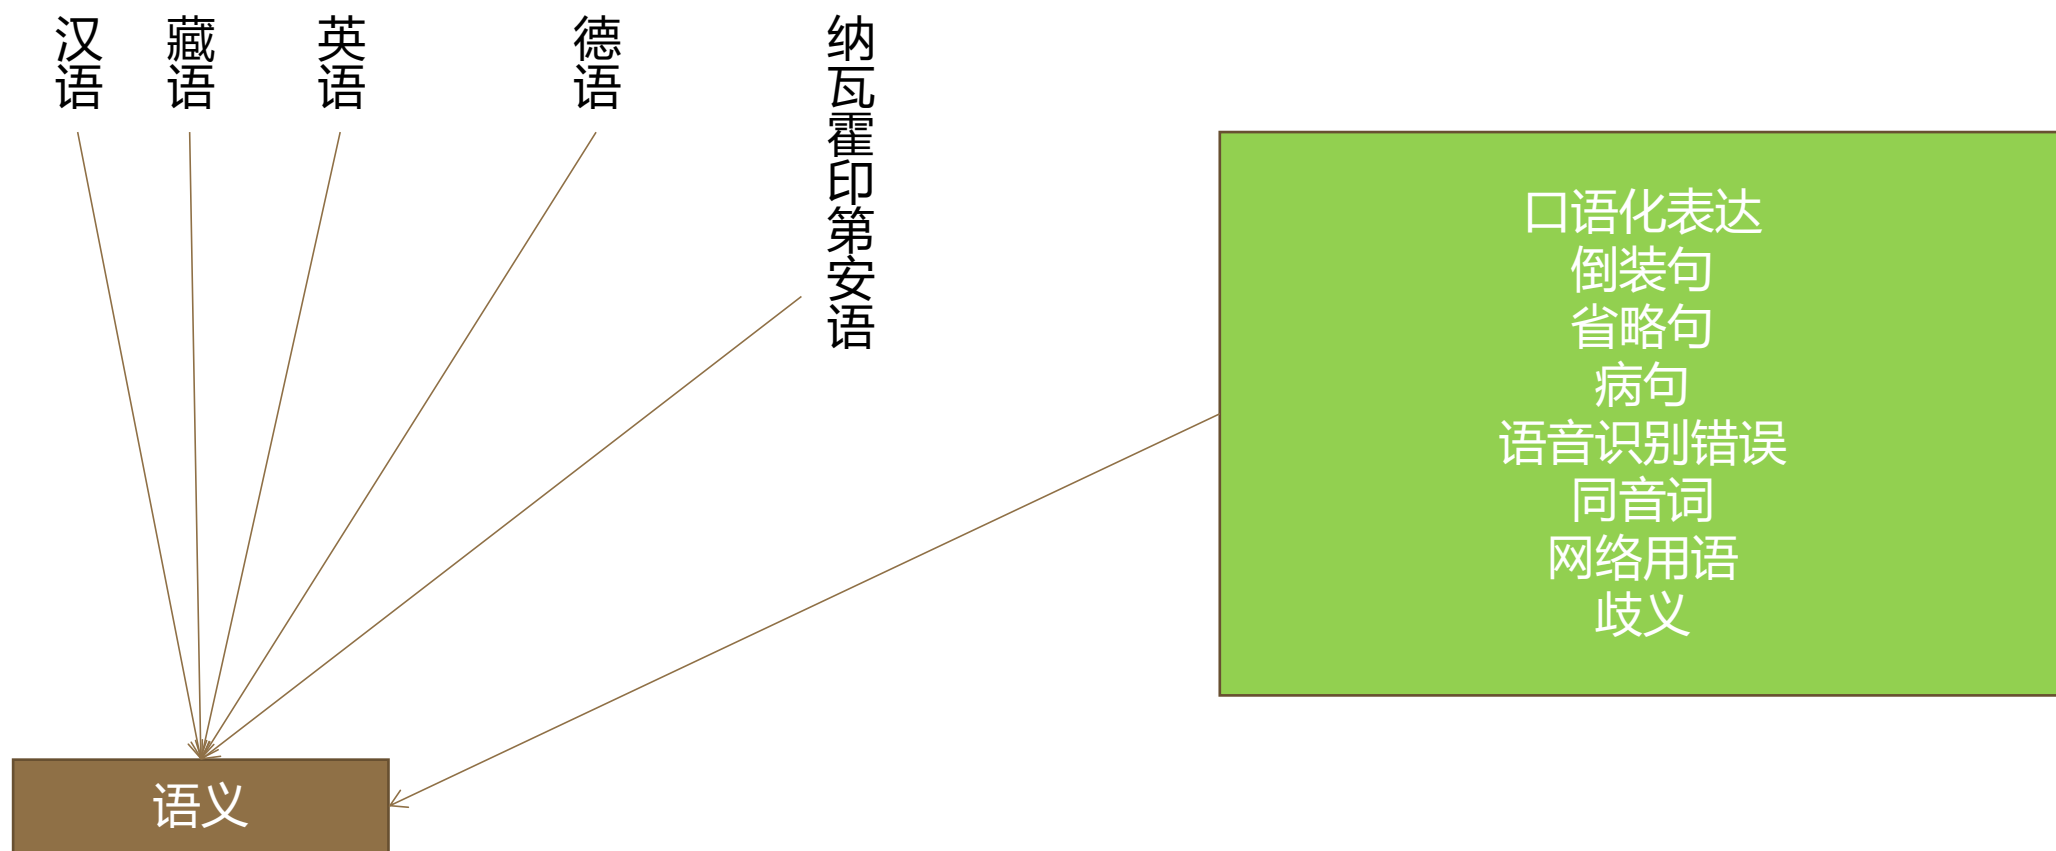 汉语
藏语
英语
德语
纳瓦霍印第安语
口语化表达
倒装句
省略句
病句
语音识别错误
同音词
网络用语
歧义
语义